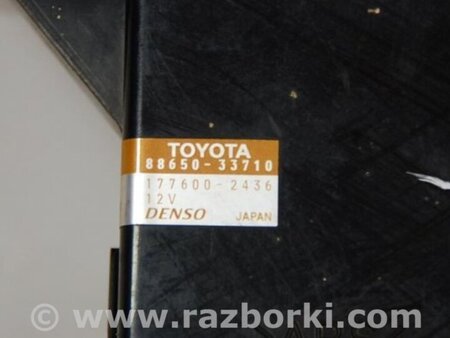 TOYOTA
88650-33710
177600-2436
12V
DENSO JAPAN
© www.razborki.com